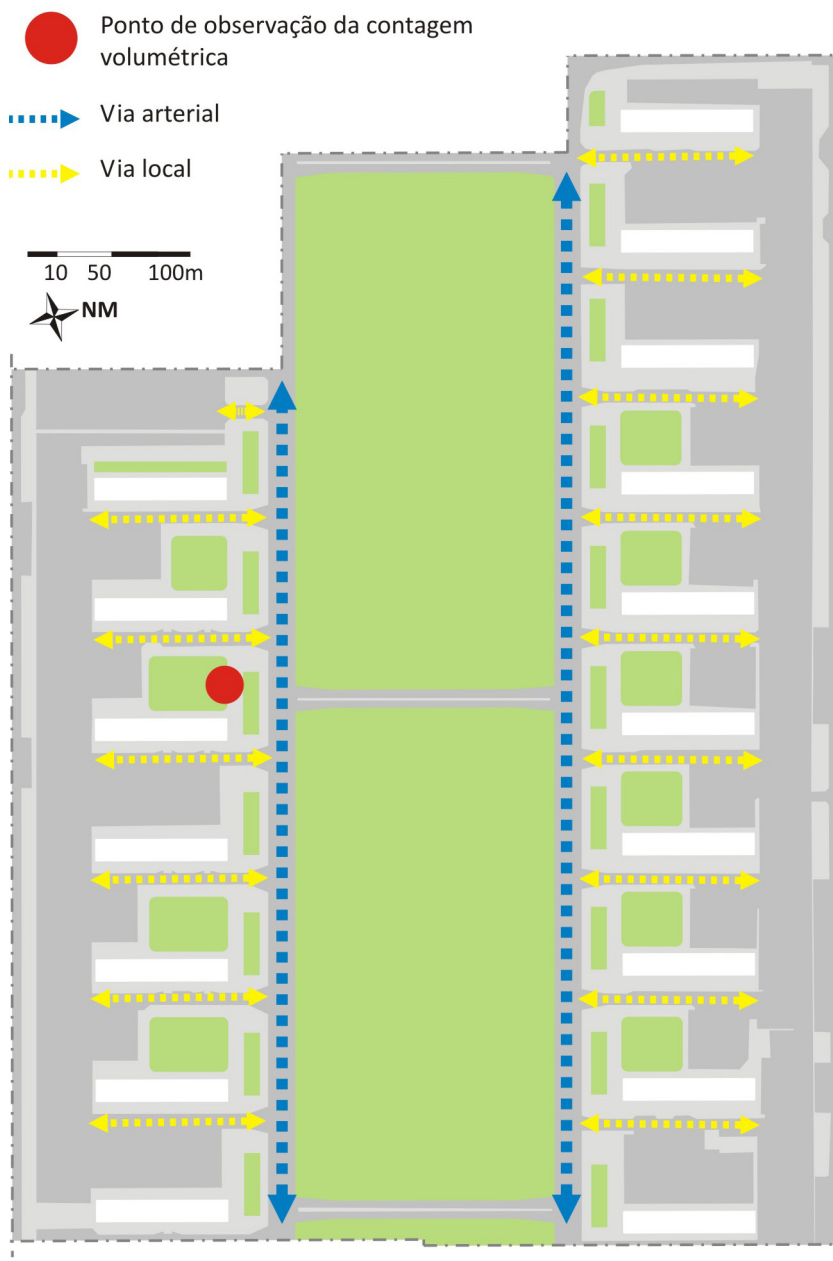 Ponto de observação da contagem
volumétrica
Via arterial
Via local
10 50 100m
NM